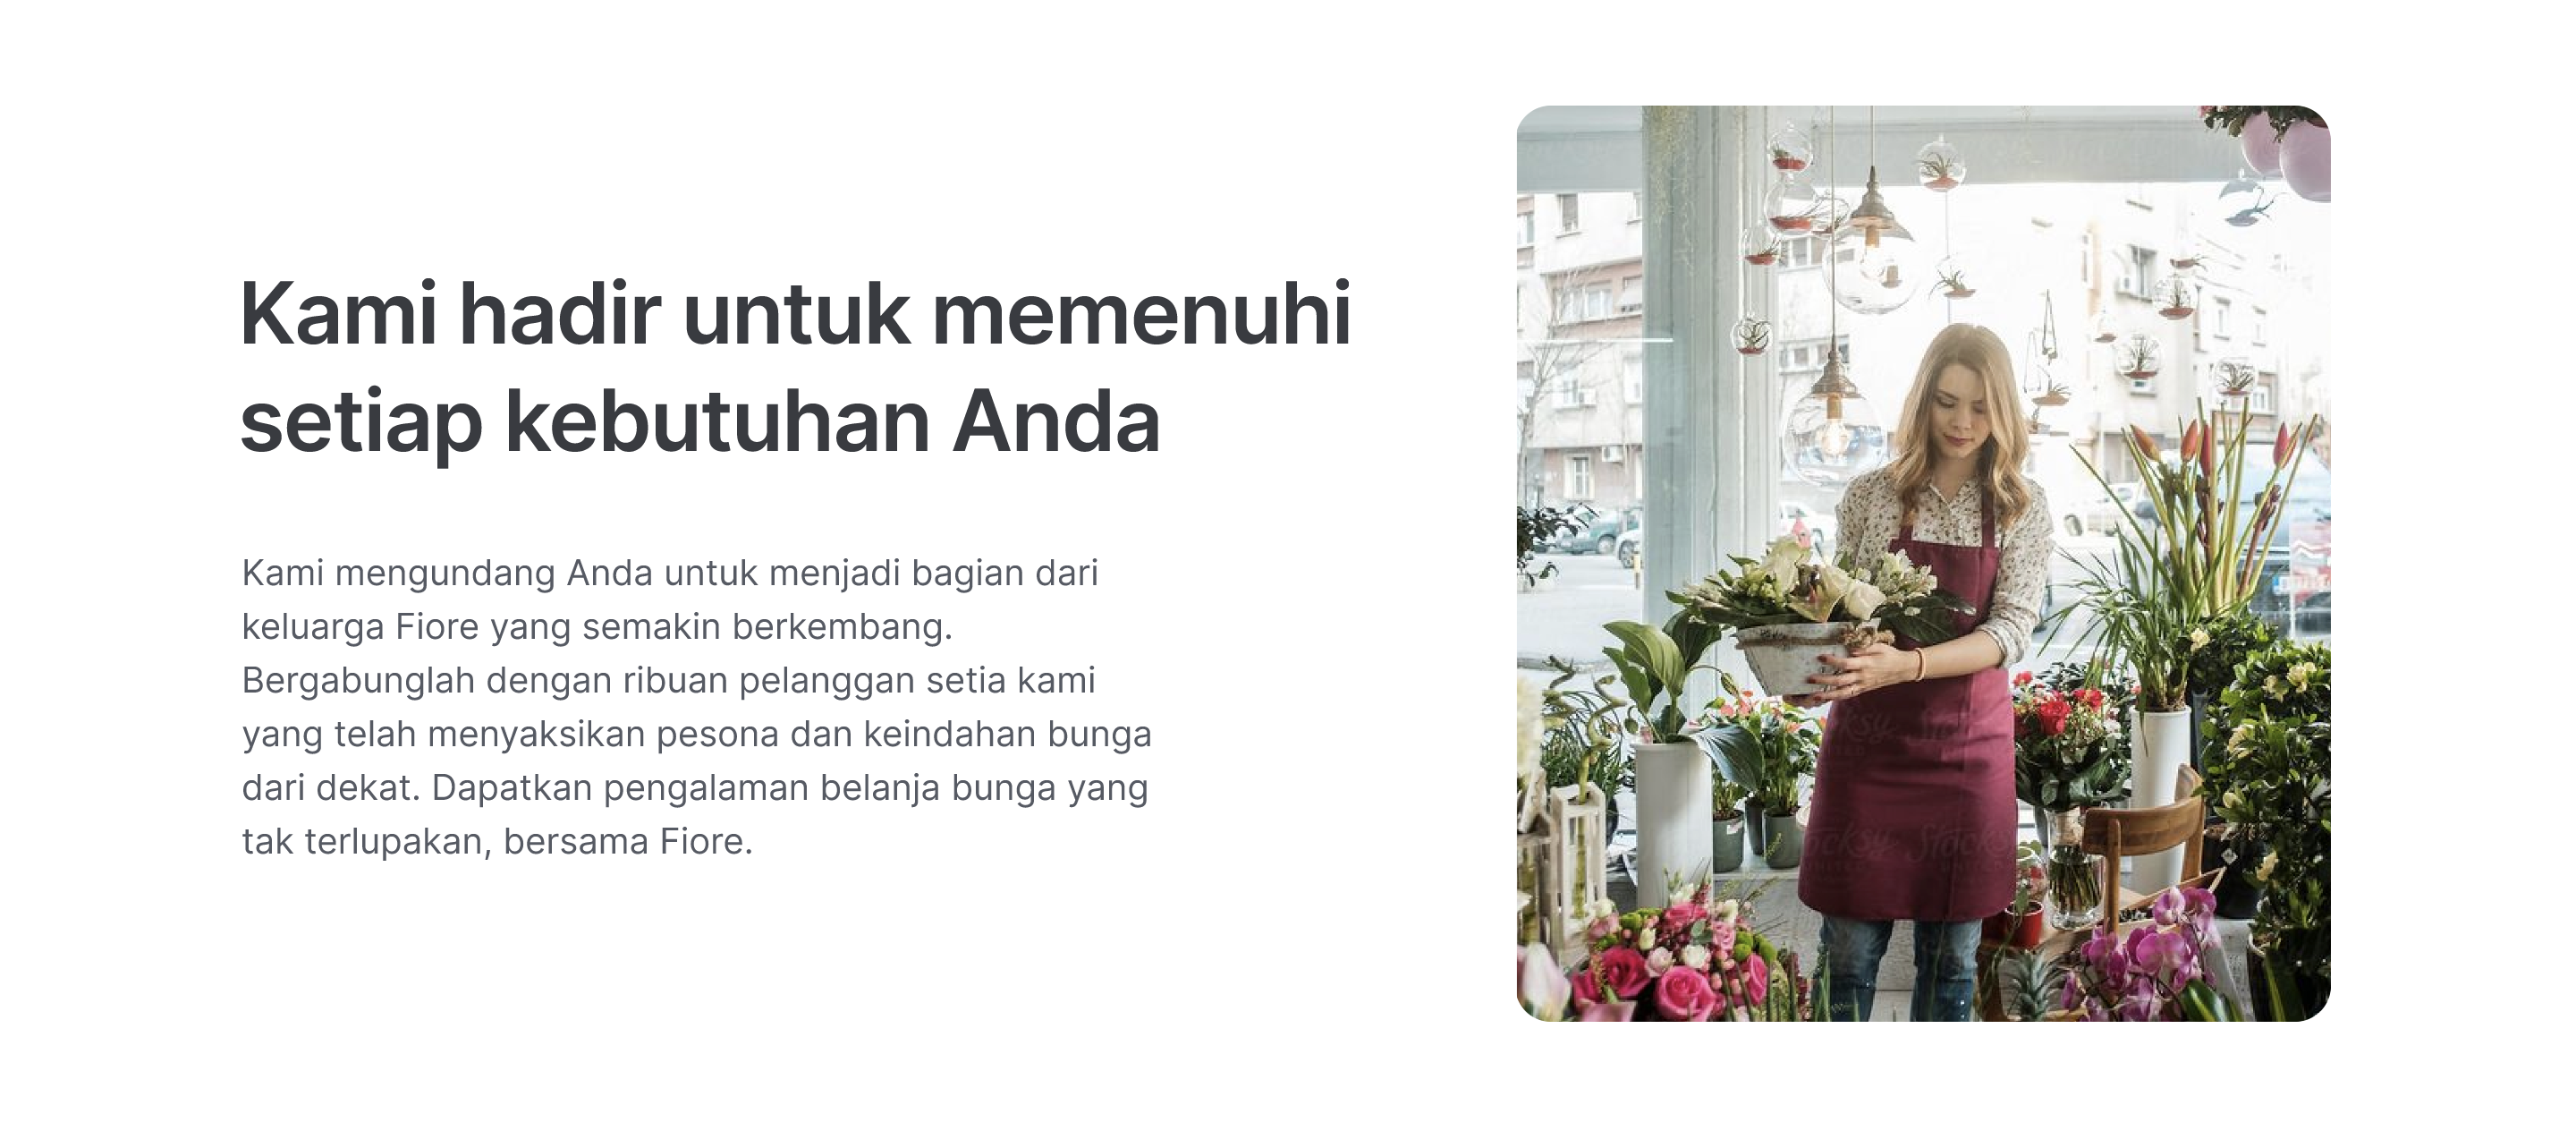 Kami hadir untuk memenuhi
setiap kebutuhan Anda
Kami mengundang Anda untuk menjadi bagian dari
keluarga Fiore yang semakin berkembang.
Bergabunglah dengan ribuan pelanggan setia kami
yang telah menyaksikan pesona dan keindahan bunga
dari dekat. Dapatkan pengalaman belanja bunga yang
tak terlupakan, bersama Fiore.